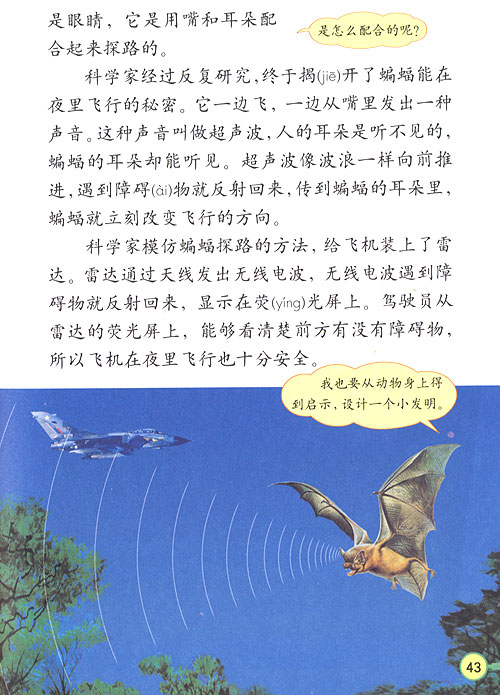 是眼睛，它是用嘴和耳朵配
合起来探路的。
是怎么配合的呢？
科学家经过反复研究，终于揭(jiē)开了蝙蝠能在
夜里飞行的秘密。它一边飞，一边从嘴里发出一种
声音。这种声音叫做超声波，人的耳朵是听不见的，
蝙蝠的耳朵却能听见。超声波像波浪一样向前推
进，遇到障碍(ài)物就反射回来，传到蝙蝠的耳朵里，
蝙蝠就立刻改变飞行的方向。
科学家模仿蝙蝠探路的方法，给飞机装上了雷
达。雷达通过天线发出无线电波，无线电波遇到障
碍物就反射回来，显示在荧(yíng)光屏上。驾驶员从
雷达的荧光屏上，能够看清楚前方有没有障碍物，
所以飞机在夜里飞行也十分安全。
我也要从动物身上得
到启示，设计一个小发明。
43